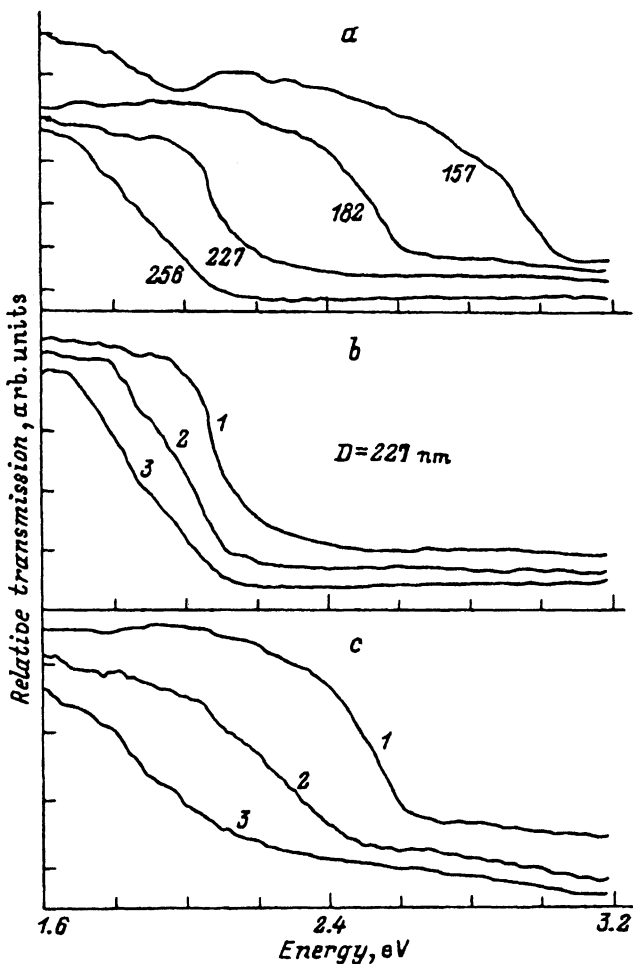 a
157
182
227
256
b
1
2
D=227 nm
3
Relative transmission, arb. units
c
1
2
3
1.6
2.4
3.2
Energy, eV